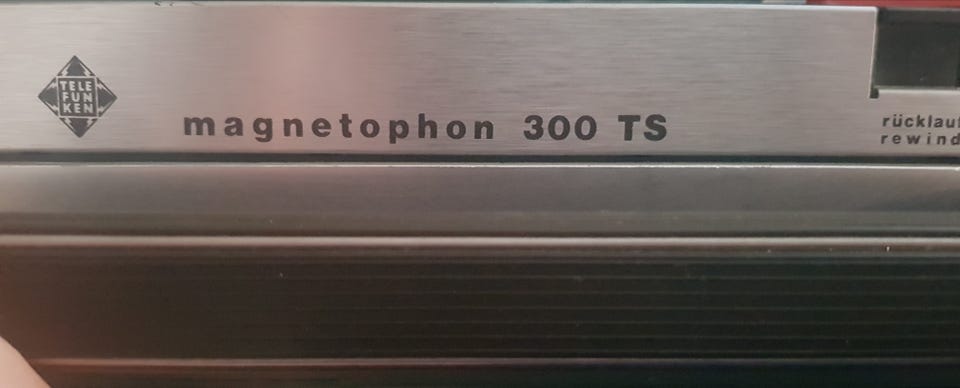 TELE
FUN
KEN
magnetophon 300 TS
rücklauf
rewind